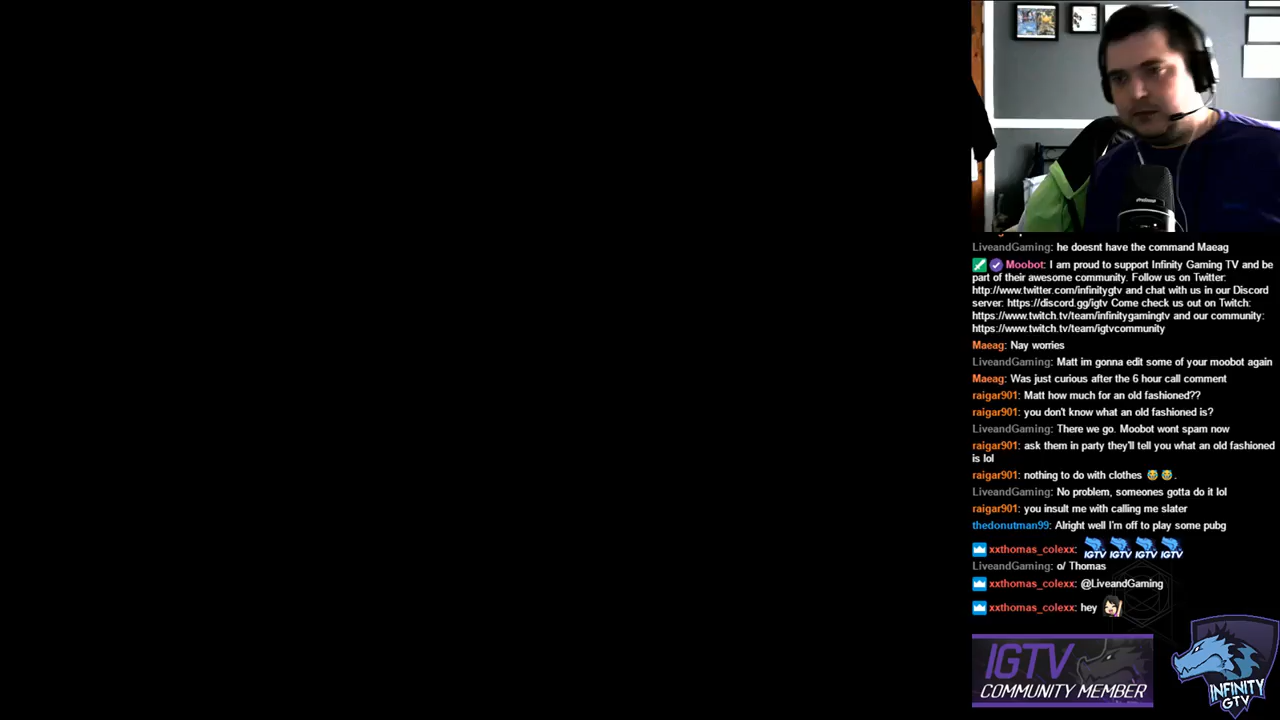 LiveandGaming: he doesnt have the command Maeag
Moobot: I am proud to support Infinity Gaming TV and be
part of their awesome community. Follow us on Twitter:
http://www.twitter.com/infinitygtv and chat with us in our Discord
server: https://discord.gg/igtv Come check us out on Twitch:
https://www.twitch.tv/team/infinitygamingtv and our community:
https://www.twitch.tv/team/igtvcommunity
Maeag: Nay worries
LiveandGaming: Matt im gonna edit some of your moobot again
Maeag: Was just curious after the 6 hour call comment
raigar901: Matt how much for an old fashioned??
raigar901: you don't know what an old fashioned is?
LiveandGaming: There we go. Moobot wont spam now
raigar901: ask them in party they'll tell you what an old fashioned
is lol
raigar901: nothing to do with clothes 😂 😂.
LiveandGaming: No problem, someones gotta do it lol
raigar901: you insult me with calling me slater
thedonutman99: Alright well I'm off to play some pubg
xxthomas_colexx: IGTV IGTV IGTV IGTV
LiveandGaming: o/ Thomas
xxthomas_colexx: @LiveandGaming
xxthomas_colexx: hey
IGTV
COMMUNITY MEMBER
INFINITY
GTV